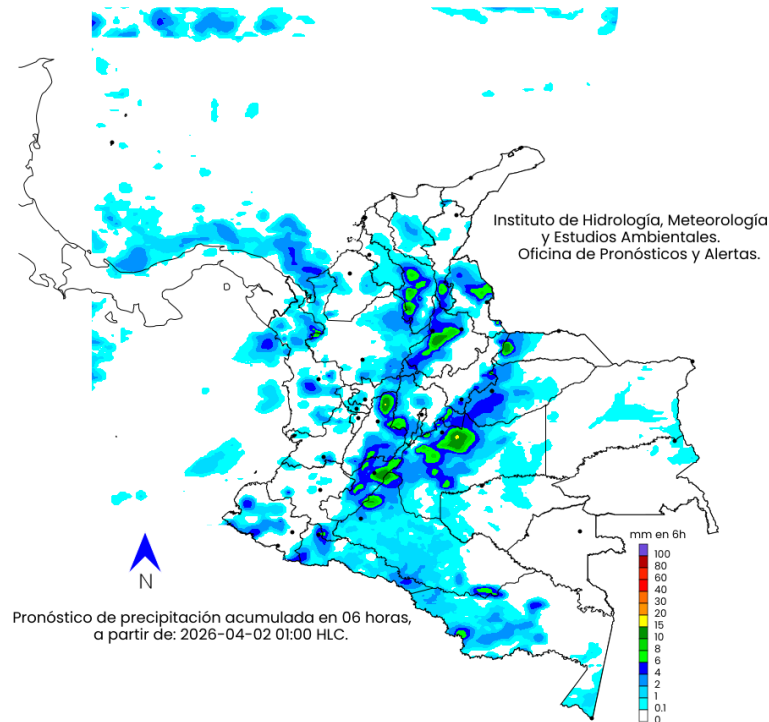 Instituto de Hidrología, Meteorología
y Estudios Ambientales.
Oficina de Pronósticos y Alertas.
N
Pronóstico de precipitación acumulada en 06 horas,
a partir de: 2026-04-02 01:00 HLC.
mm en 6h
100
80
60
40
30
20
15
10
8
6
4
2
1
0.1
0